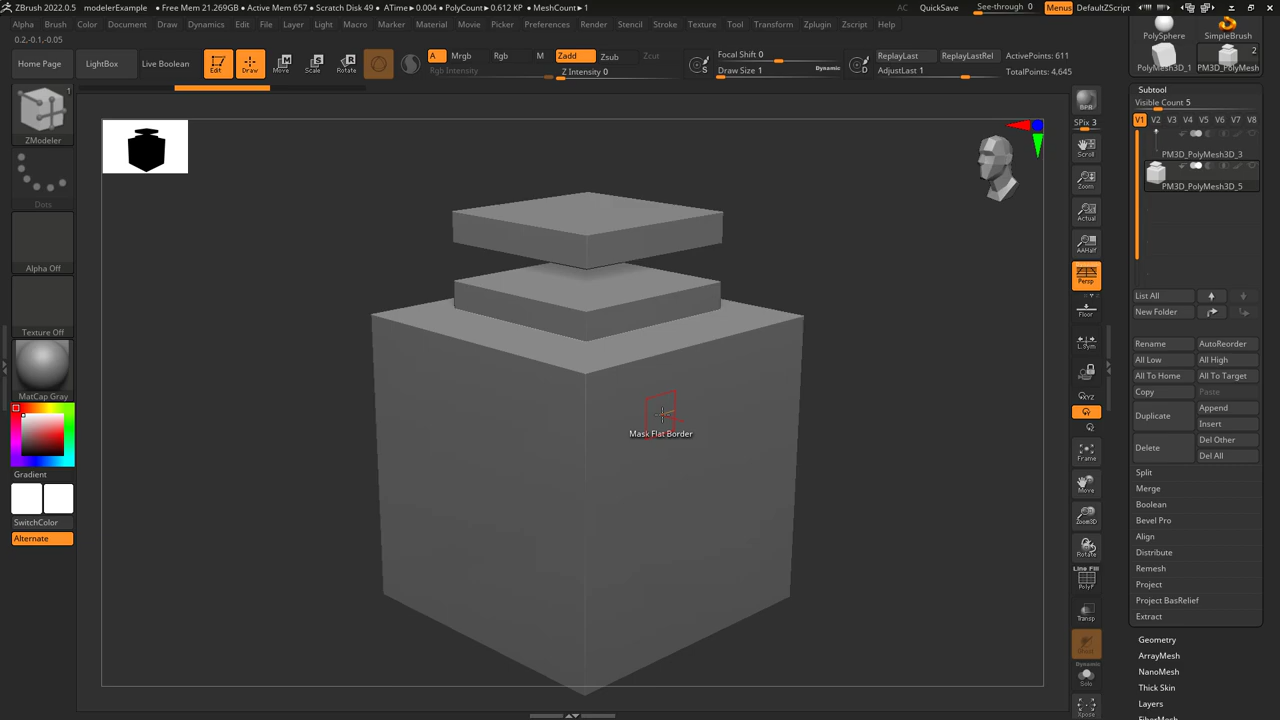 ZBrush 2022.0.5 modelerExample • Free Mem 21.269GB • Active Mem 657 • Scratch Disk 49 • ATime►0.004 • PolyCount►0.612 KP • MeshCount►1 AC QuickSave See-through 0 Menus DefaultZScript
Alpha Brush Color Document Draw Dynamics Edit File Layer Light Macro Marker Material Movie Picker Preferences Render Stencil Stroke Texture Tool Transform Zplugin Zscript Help
0.2,-0.1,-0.05
Home Page LightBox Live Boolean
Edit Draw Move Scale Rotate
A Mrgb Rgb M
Rgb Intensity
Zadd Zsub Zcut
Z Intensity 0
S
Focal Shift 0
Draw Size 1 Dynamic
D
ReplayLast ReplayLastRel
AdjustLast 1
ActivePoints: 611
TotalPoints: 4,645
1
ZModeler
Dots
Alpha Off
Texture Off
MatCap Gray
Gradient
SwitchColor
Alternate
Mask Flat Border
BPR
SPix 3
Scroll
Zoom
Actual
AAHalf
Persp
Floor
L.Sym
XYZ
Y
Z
Frame
Move
Zoom3D
Rotate
Line Fill
PolyF
Transp
Ghost
Dynamic
Solo
Xpose
PolySphere SimpleBrush
2
PolyMesh3D_1 PM3D_PolyMesh
Subtool
Visible Count 5
V1 V2 V3 V4 V5 V6 V7 V8
PM3D_PolyMesh3D_3
PM3D_PolyMesh3D_5
List All
New Folder
Rename AutoReorder
All Low All High
All To Home All To Target
Copy Paste
Duplicate Append
Insert
Delete Del Other
Del All
Split
Merge
Boolean
Bevel Pro
Align
Distribute
Remesh
Project
Project BasRelief
Extract
Geometry
ArrayMesh
NanoMesh
Thick Skin
Layers
FiberMesh